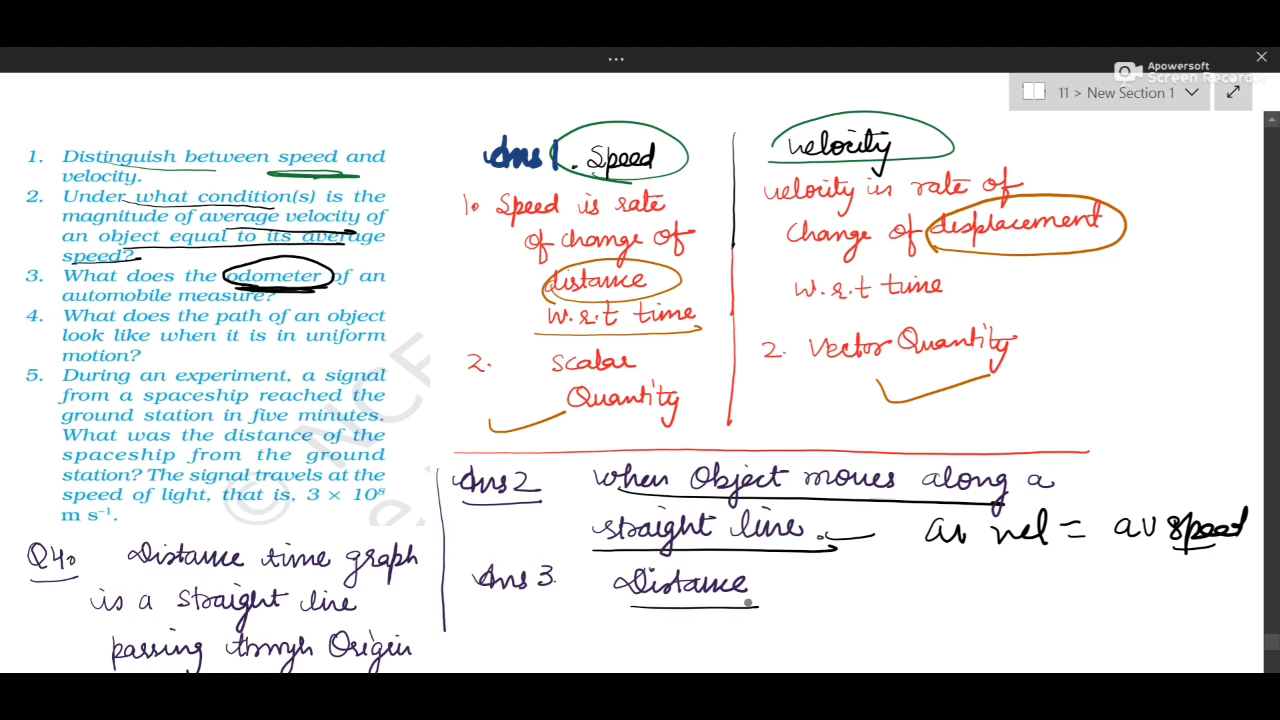 ...
Apowersoft
Screen Recorder
11 > New Section 1
1. Distinguish between speed and
velocity.
2. Under what condition(s) is the
magnitude of average velocity of
an object equal to its average
speed?
3. What does the odometer of an
automobile measure?
4. What does the path of an object
look like when it is in uniform
motion?
5. During an experiment, a signal
from a spaceship reached the
ground station in five minutes.
What was the distance of the
spaceship from the ground
station? The signal travels at the
speed of light, that is, 3 × 10⁸
m s⁻¹.
Q4. Distance time graph
is a straight line
passing through Origin
Ans 1. Speed
1. Speed is rate
of change of
distance
w.r.t time
2. Scalar
Quantity
velocity
velocity is rate of
change of displacement
w.r.t time
2. Vector Quantity
Ans 2 when Object moves along a
straight line. av vel = av speed
Ans 3. Distance